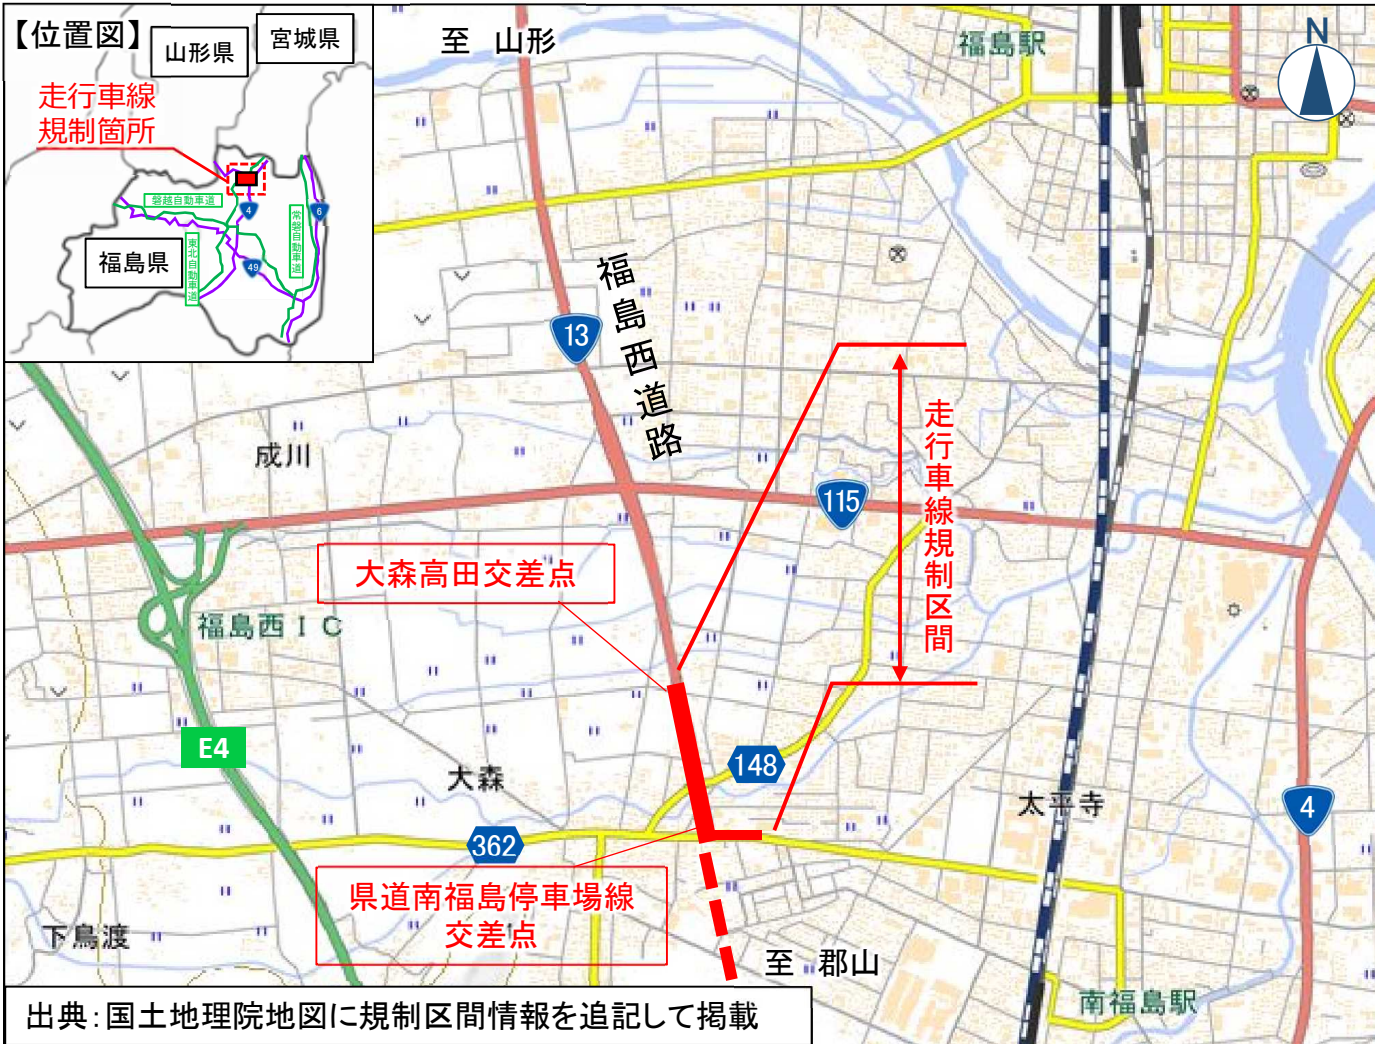 【位置図】
山形県
宮城県
走行車線
規制箇所
磐越自動車道
4
6
常磐自動車道
東北自動車道
49
福島県
至 山形
福島駅
N
13
福島西道路
走行車線規制区間
成川
115
大森高田交差点
福島西IC
E4
148
大森
太平寺
4
362
県道南福島停車場線
交差点
下鳥渡
至 郡山
南福島駅
出典：国土地理院地図に規制区間情報を追記して掲載